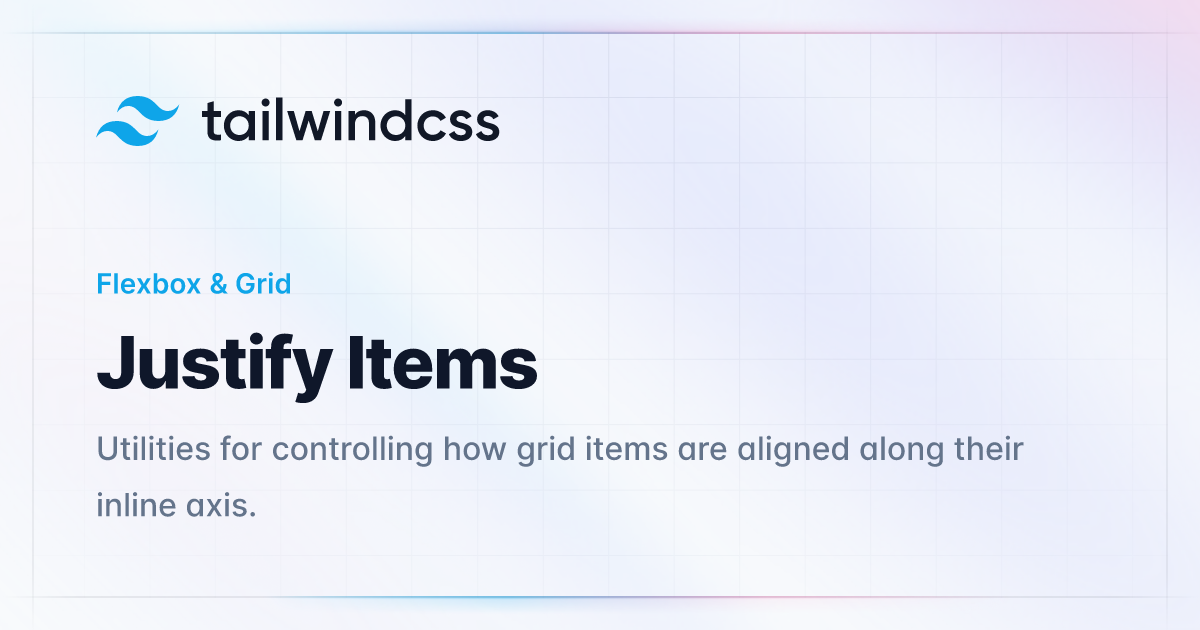 tailwindcss
Flexbox & Grid
Justify Items
Utilities for controlling how grid items are aligned along their
inline axis.